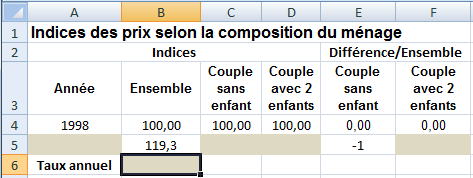 A B C D E F
1 Indices des prix selon la composition du ménage
2 Indices Différence/Ensemble
3 Année Ensemble Couple sans enfant Couple avec 2 enfants Couple sans enfant Couple avec 2 enfants
4 1998 100,00 100,00 100,00 0,00 0,00
5 119,3 -1
6 Taux annuel